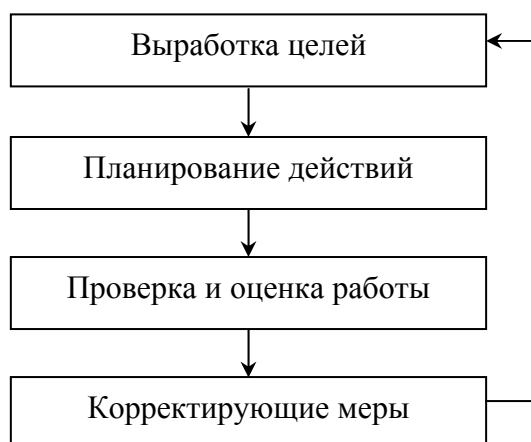 Выработка целей
Планирование действий
Проверка и оценка работы
Корректирующие меры